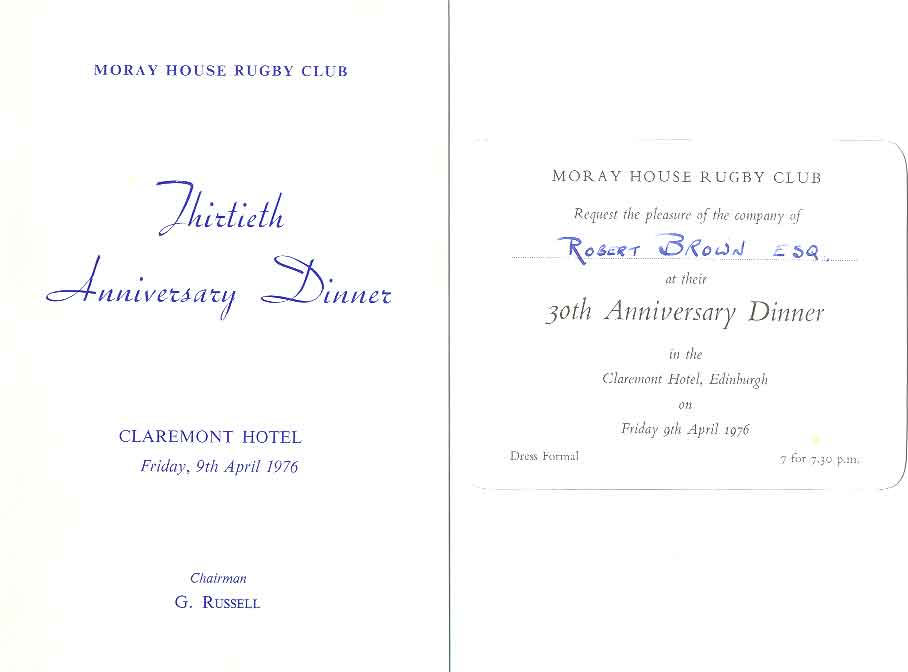 MORAY HOUSE RUGBY CLUB
Thirtieth
Anniversary Dinner
CLAREMONT HOTEL
Friday, 9th April 1976
Chairman
G. RUSSELL
MORAY HOUSE RUGBY CLUB
Request the pleasure of the company of
ROBERT BROWN ESQ.
at their
30th Anniversary Dinner
in the
Claremont Hotel, Edinburgh
on
Friday 9th April 1976
Dress Formal
7 for 7.30 p.m.